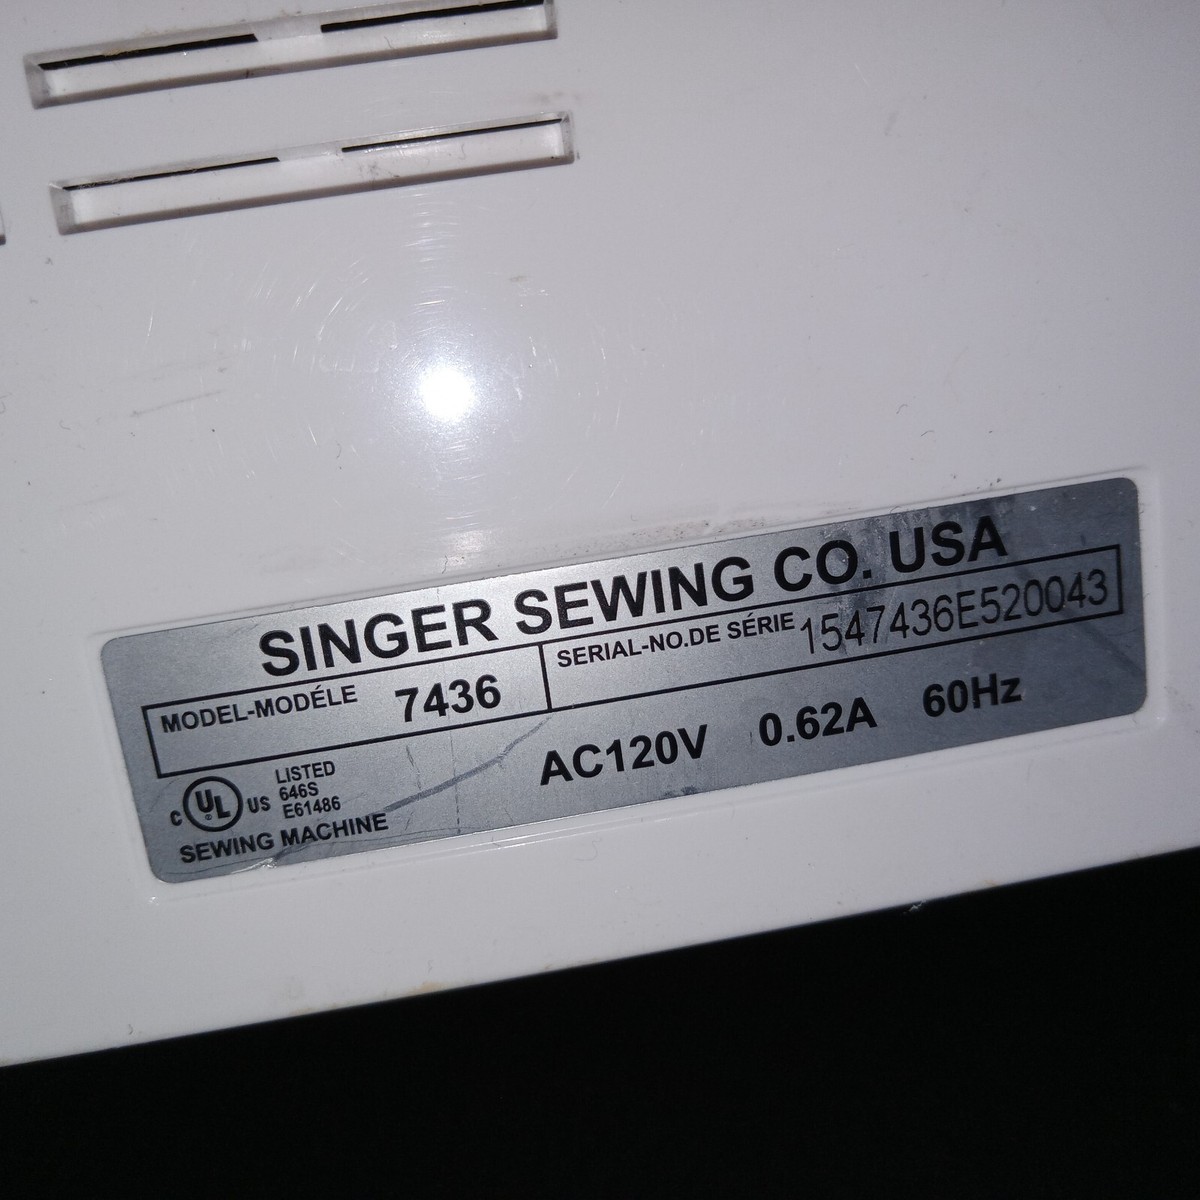 SINGER SEWING CO. USA
MODEL-MODÉLE 7436 SERIAL-NO.DE SÉRIE 1547436E520043
C UL ® US LISTED
646S
E61486
AC120V 0.62A 60Hz
SEWING MACHINE